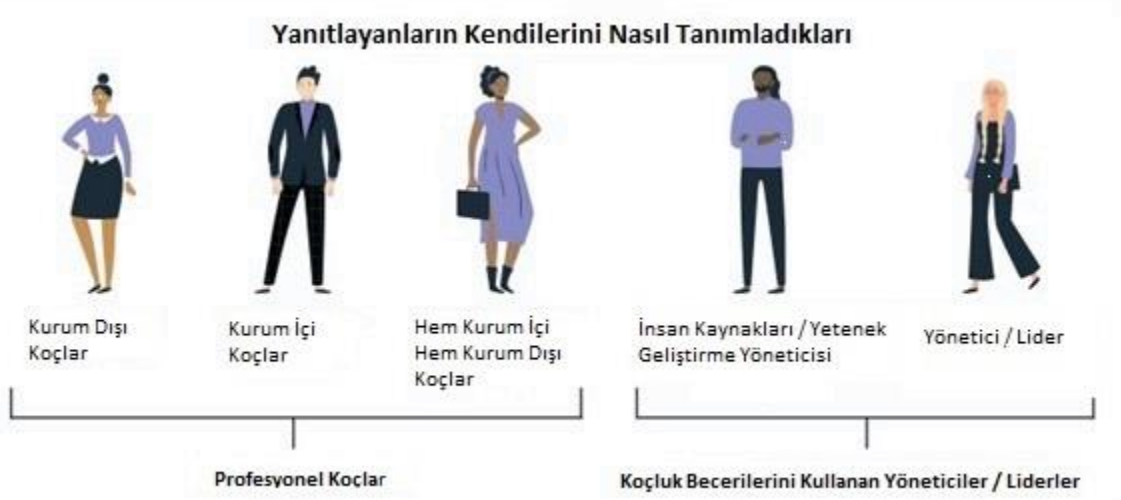 Yanıtlayanların Kendilerini Nasıl Tanımladıkları
Kurum Dışı
Koçlar
Kurum İçi
Koçlar
Hem Kurum İçi
Hem Kurum Dışı
Koçlar
İnsan Kaynakları / Yetenek
Geliştirme Yöneticisi
Yönetici / Lider
Profesyonel Koçlar
Koçluk Becerilerini Kullanan Yöneticiler / Liderler